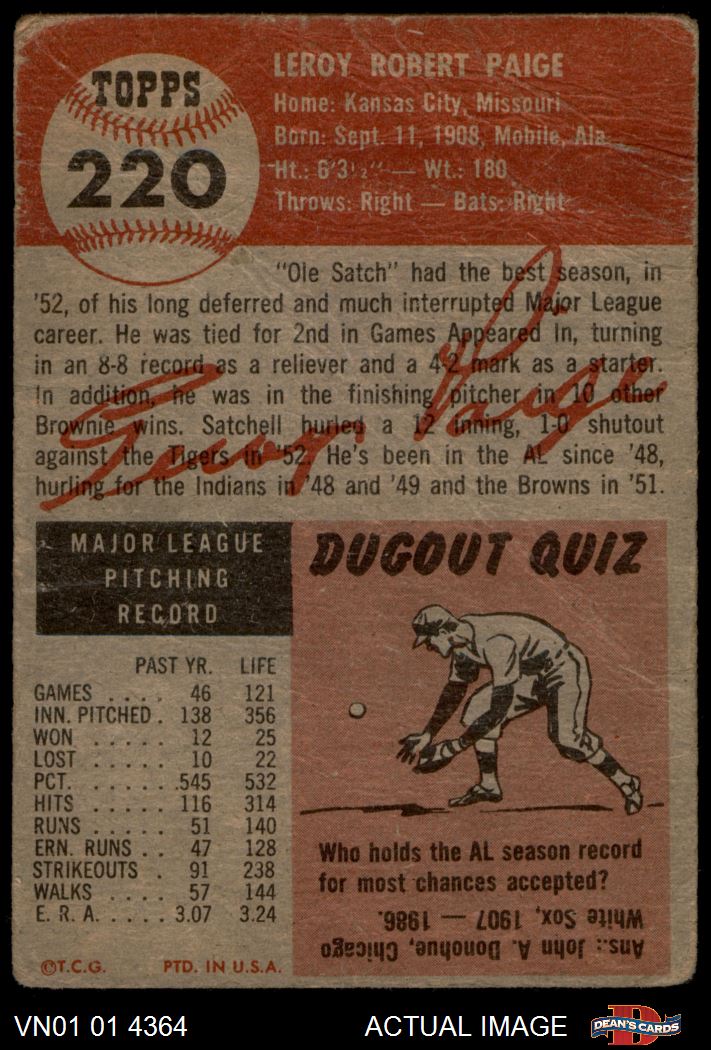 TOPPS
220
LEROY ROBERT PAIGE
Home: Kansas City, Missouri
Born: Sept. 11, 1908, Mobile, Ala.
Ht.: 6'3½" — Wt.: 180
Throws: Right — Bats: Right
"Ole Satch" had the best season, in
'52, of his long deferred and much interrupted Major League
career. He was tied for 2nd in Games Appeared In, turning
in an 8-8 record as a reliever and a 4-2 mark as a starter.
In addition, he was in the finishing pitcher in 10 other
Brownie wins. Satchell hurled a 12 inning, 1-0 shutout
against the Tigers in '52. He's been in the AL since '48,
hurling for the Indians in '48 and '49 and the Browns in '51.
Paige
MAJOR LEAGUE
PITCHING
RECORD
PAST YR. LIFE
GAMES . . . . 46 121
INN. PITCHED . 138 356
WON . . . . . 12 25
LOST . . . . . 10 22
PCT. . . . . . .545 532
HITS . . . . . . 116 314
RUNS . . . . . 51 140
ERN. RUNS . . 47 128
STRIKEOUTS . 91 238
WALKS . . . . 57 144
E. R. A. . . . . . 3.07 3.24
©T.C.G. PTD. IN U.S.A.
DUGOUT QUIZ
Who holds the AL season record
for most chances accepted?
Ans.: John A. Donohue, Chicago
White Sox, 1907 — 1986.
VN01 01 4364 ACTUAL IMAGE
D
DEAN'S CARDS